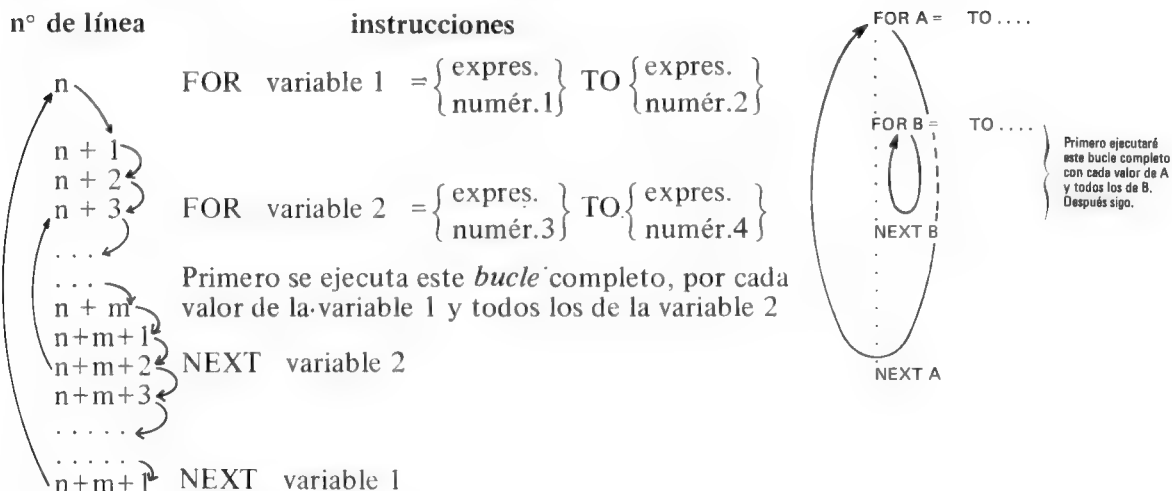 n° de línea instrucciones
n FOR variable 1 = { expres. numér.1 } TO { expres. numér.2 }
n + 1
n + 2
n + 3 FOR variable 2 = { expres. numér.3 } TO { expres. numér.4 }
. . . .
. . . Primero se ejecuta este bucle completo, por cada
n + m valor de la variable 1 y todos los de la variable 2
n+m+1
n+m+2 NEXT variable 2
n+m+3
. . . . .
. . . . .
n+m+1 NEXT variable 1
FOR A = TO ....
FOR B = TO ....
Primero ejecutaré
este bucle completo
con cada valor de A
y todos los de B.
Después sigo.
NEXT B
NEXT A